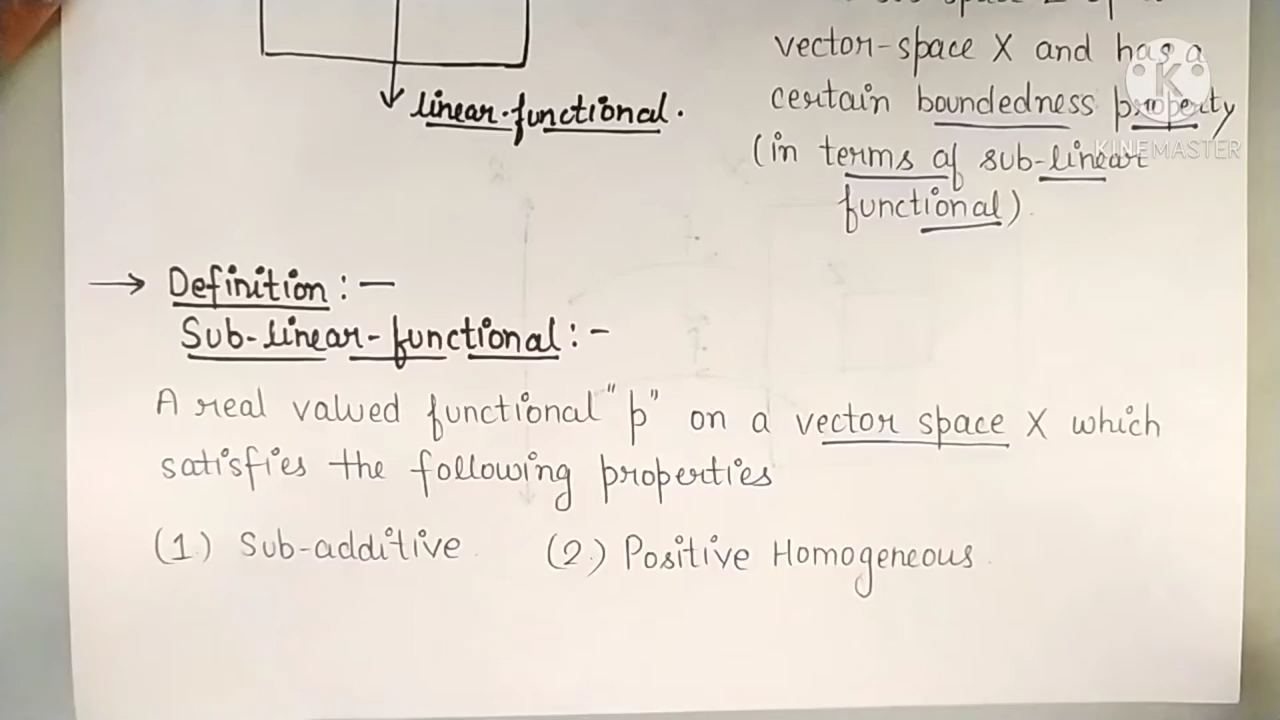 linear-functional.
vector-space X and has a
certain boundedness property
(in terms of sub-linear
functional).
→ Definition :-
Sub-linear-functional :-
A real valued functional "p" on a vector space X which
satisfies the following properties
(1.) Sub-additive (2.) Positive Homogeneous.
K
KINEMASTER